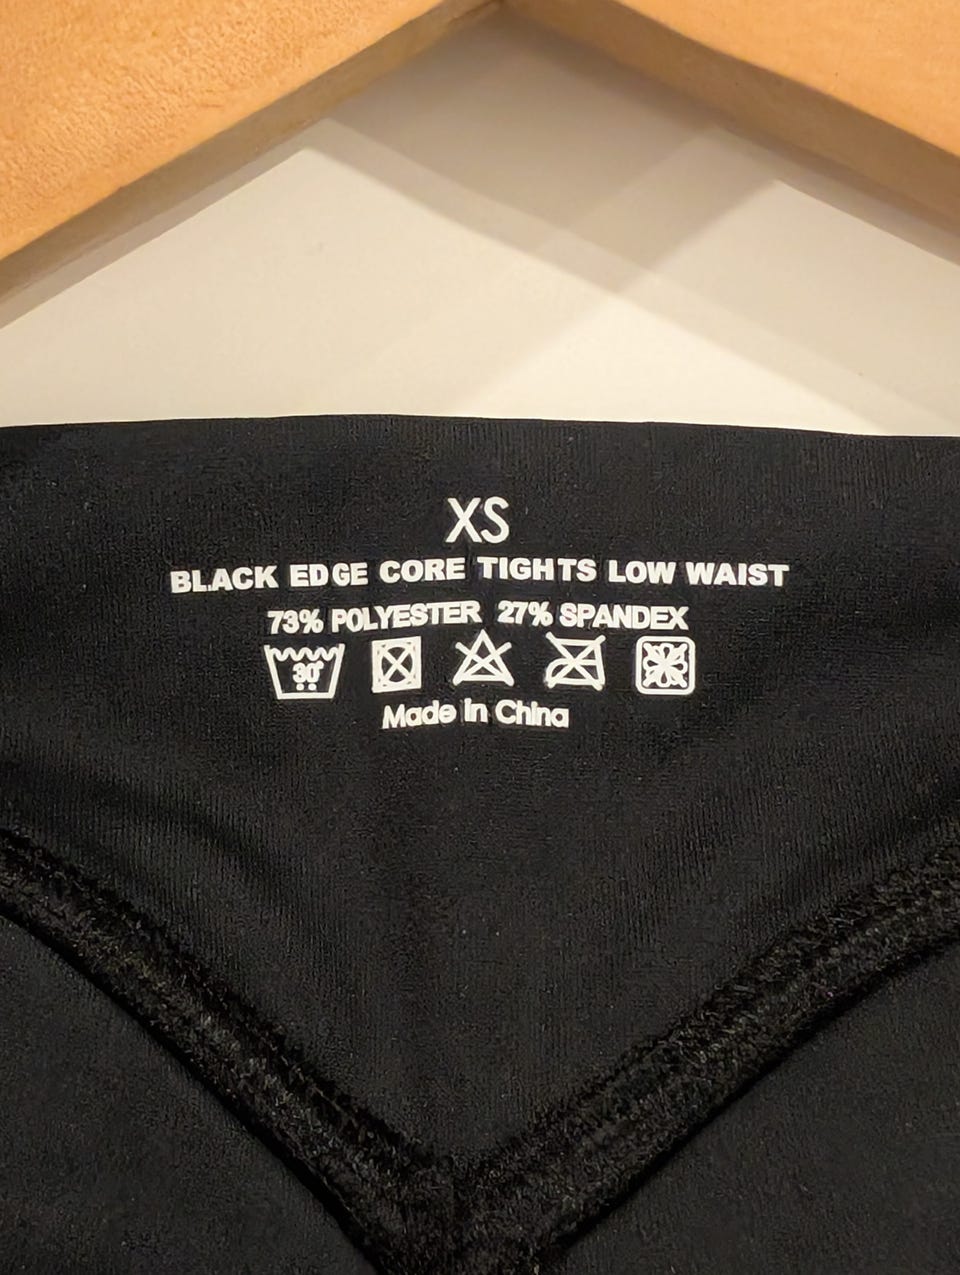 XS
BLACK EDGE CORE TIGHTS LOW WAIST
73% POLYESTER 27% SPANDEX
30°
Made in China